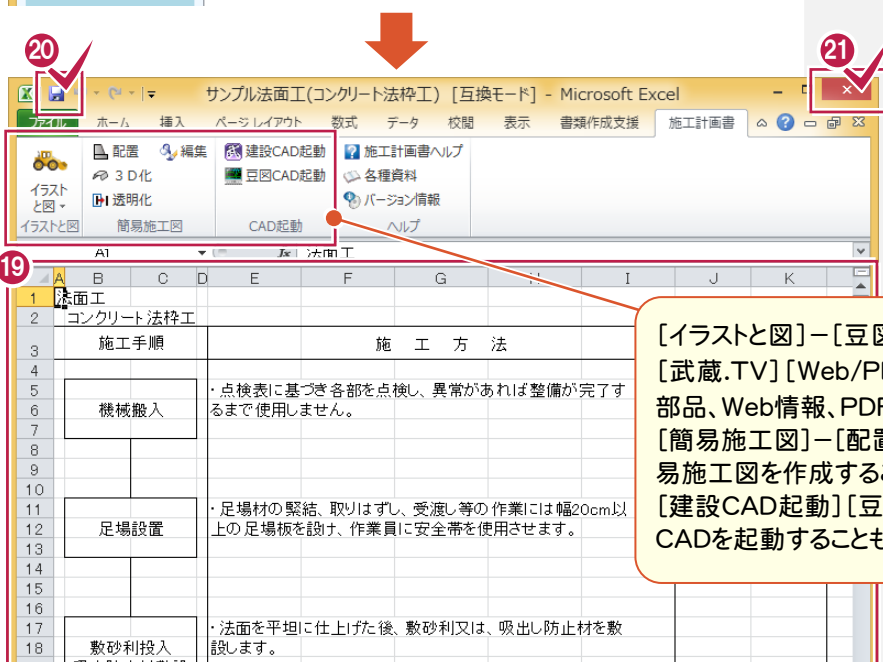 ⑳
㉑
サンプル法面工(コンクリート法枠工) [互換モード] - Microsoft Excel
ファイル ホーム 挿入 ページ レイアウト 数式 データ 校閲 表示 書類作成支援 施工計画書
イラストと図
配置 編集
3D化
透明化
建設CAD起動
豆図CAD起動
施工計画書ヘルプ
各種資料
バージョン情報
イラストと図 簡易施工図 CAD起動 ヘルプ
A1 fx 法面工
⑲
A B C D E F G H I J K
1 法面工
2 コンクリート法枠工
3 施工手順 施 工 方 法
4
5 ・点検表に基づき各部を点検し、異常があれば整備が完了す
6 機械搬入 るまで使用しません。
7
8
9
10
11 ・足場材の緊結、取りはずし、受渡し等の作業には幅20cm以
12 足場設置 上の足場板を設け、作業員に安全帯を使用させます。
13
14
15
16
17 ・法面を平坦に仕上げた後、敷砂利又は、吸出し防止材を敷
18 敷砂利投入 設します。
[イラストと図]−[豆図
[武蔵.TV][Web/P
部品、Web情報、PDF
[簡易施工図]−[配置
易施工図を作成する
[建設CAD起動][豆
CADを起動することも